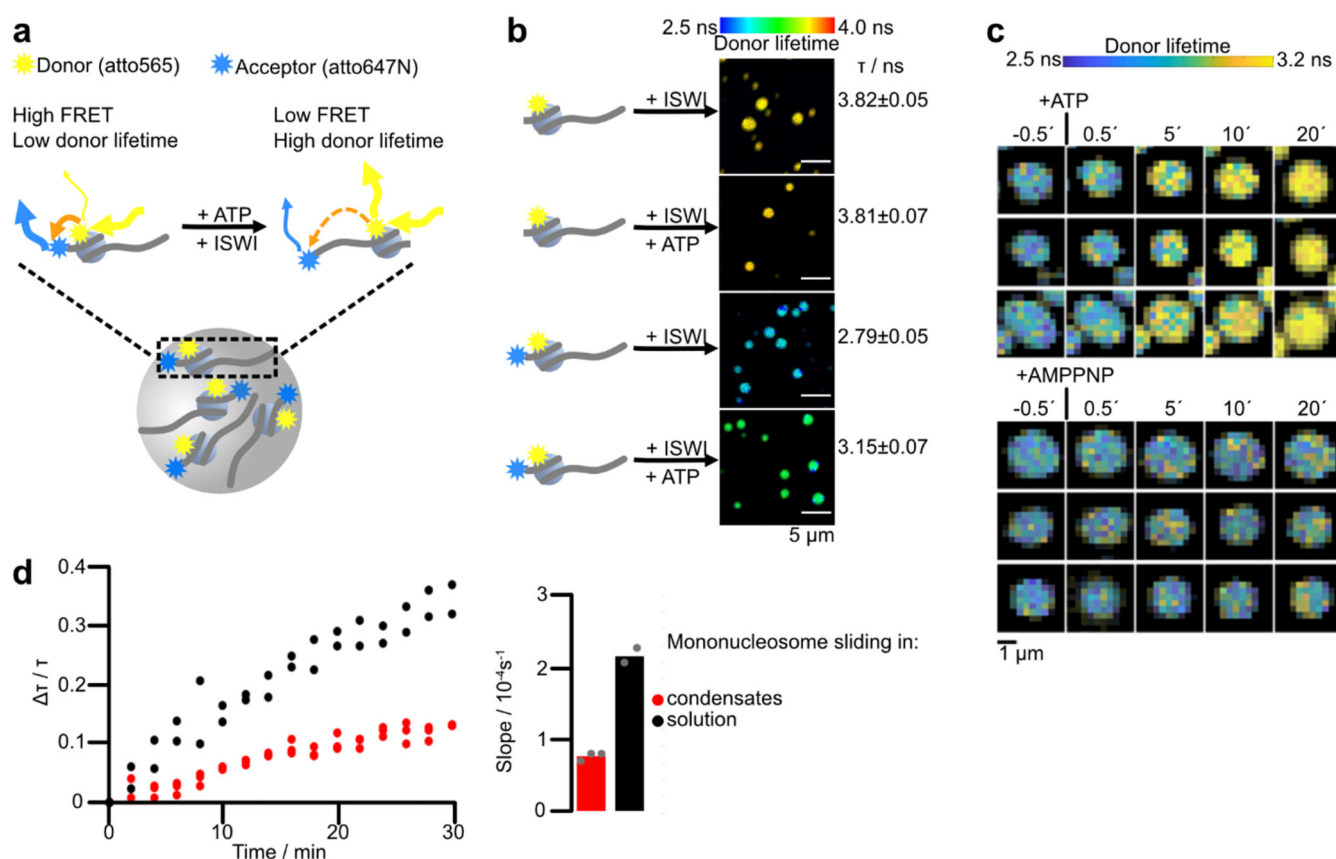 a
Donor (atto565) Acceptor (atto647N)
High FRET
Low donor lifetime
Low FRET
High donor lifetime
+ ATP
+ ISWI
b
2.5 ns 4.0 ns
Donor lifetime
τ / ns
+ ISWI
3.82±0.05
+ ISWI
+ ATP
3.81±0.07
+ ISWI
2.79±0.05
+ ISWI
+ ATP
3.15±0.07
5 µm
c
Donor lifetime
2.5 ns 3.2 ns
+ATP
-0.5´ 0.5´ 5´ 10´ 20´
+AMPPNP
-0.5´ 0.5´ 5´ 10´ 20´
1 µm
d
0.4
0.3
0.2
0.1
0
Δτ / τ
0 10 20 30
Time / min
3
2
1
0
Slope / 10⁻⁴s⁻¹
Mononucleosome sliding in:
condensates
solution